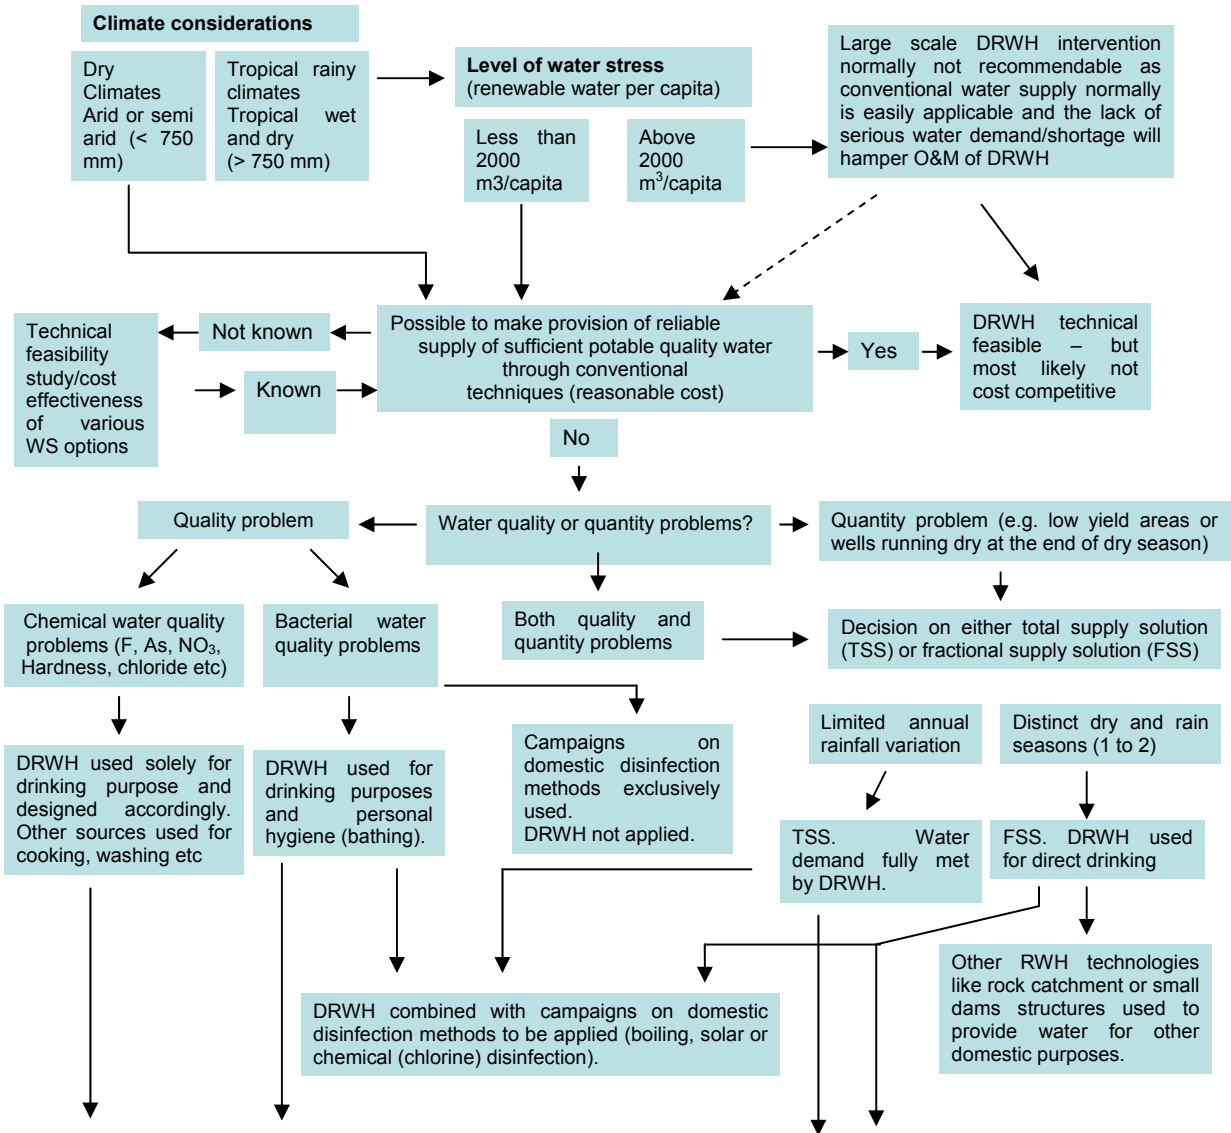 Climate considerations
Dry
Climates
Arid or semi
arid (< 750
mm)
Tropical rainy
climates
Tropical wet
and dry
(> 750 mm)
Level of water stress
(renewable water per capita)
Less than
2000
m3/capita
Above
2000
m³/capita
Large scale DRWH intervention
normally not recommendable as
conventional water supply normally
is easily applicable and the lack of
serious water demand/shortage will
hamper O&M of DRWH
Technical
feasibility
study/cost
effectiveness
of various
WS options
Not known
Known
Possible to make provision of reliable
supply of sufficient potable quality water
through conventional
techniques (reasonable cost)
Yes
DRWH technical
feasible – but
most likely not
cost competitive
No
Quality problem
Water quality or quantity problems?
Quantity problem (e.g. low yield areas or
wells running dry at the end of dry season)
Chemical water quality
problems (F, As, NO₃,
Hardness, chloride etc)
Bacterial water
quality problems
Both quality and
quantity problems
Decision on either total supply solution
(TSS) or fractional supply solution (FSS)
Limited annual
rainfall variation
Distinct dry and rain
seasons (1 to 2)
DRWH used solely for
drinking purpose and
designed accordingly.
Other sources used for
cooking, washing etc
DRWH used for
drinking purposes
and personal
hygiene (bathing).
Campaigns on
domestic disinfection
methods exclusively
used.
DRWH not applied.
TSS. Water
demand fully met
by DRWH.
FSS. DRWH used
for direct drinking
DRWH combined with campaigns on domestic
disinfection methods to be applied (boiling, solar or
chemical (chlorine) disinfection).
Other RWH technologies
like rock catchment or small
dams structures used to
provide water for other
domestic purposes.